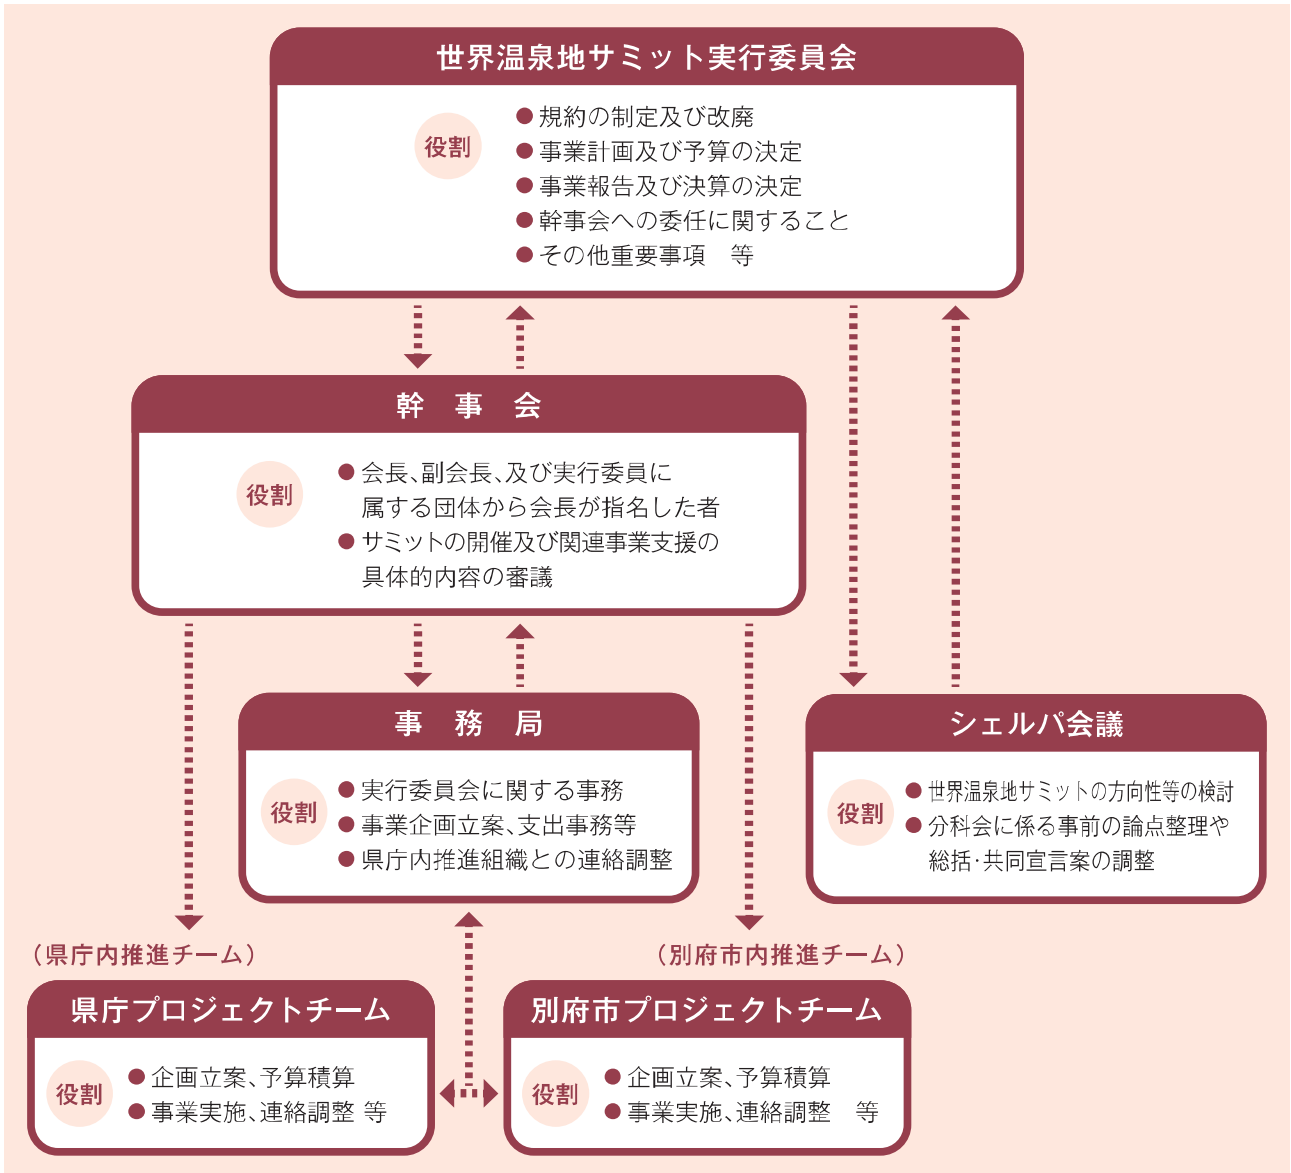 世界温泉地サミット実行委員会
役割
●規約の制定及び改廃
●事業計画及び予算の決定
●事業報告及び決算の決定
●幹事会への委任に関すること
●その他重要事項　等
幹　事　会
役割
●会長、副会長、及び実行委員に
属する団体から会長が指名した者
●サミットの開催及び関連事業支援の
具体的内容の審議
事　務　局
役割
●実行委員会に関する事務
●事業企画立案、支出事務等
●県庁内推進組織との連絡調整
シェルパ会議
役割
●世界温泉地サミットの方向性等の検討
●分科会に係る事前の論点整理や
総括・共同宣言案の調整
（県庁内推進チーム）
県庁プロジェクトチーム
役割
●企画立案、予算積算
●事業実施、連絡調整 等
（別府市内推進チーム）
別府市プロジェクトチーム
役割
●企画立案、予算積算
●事業実施、連絡調整　等